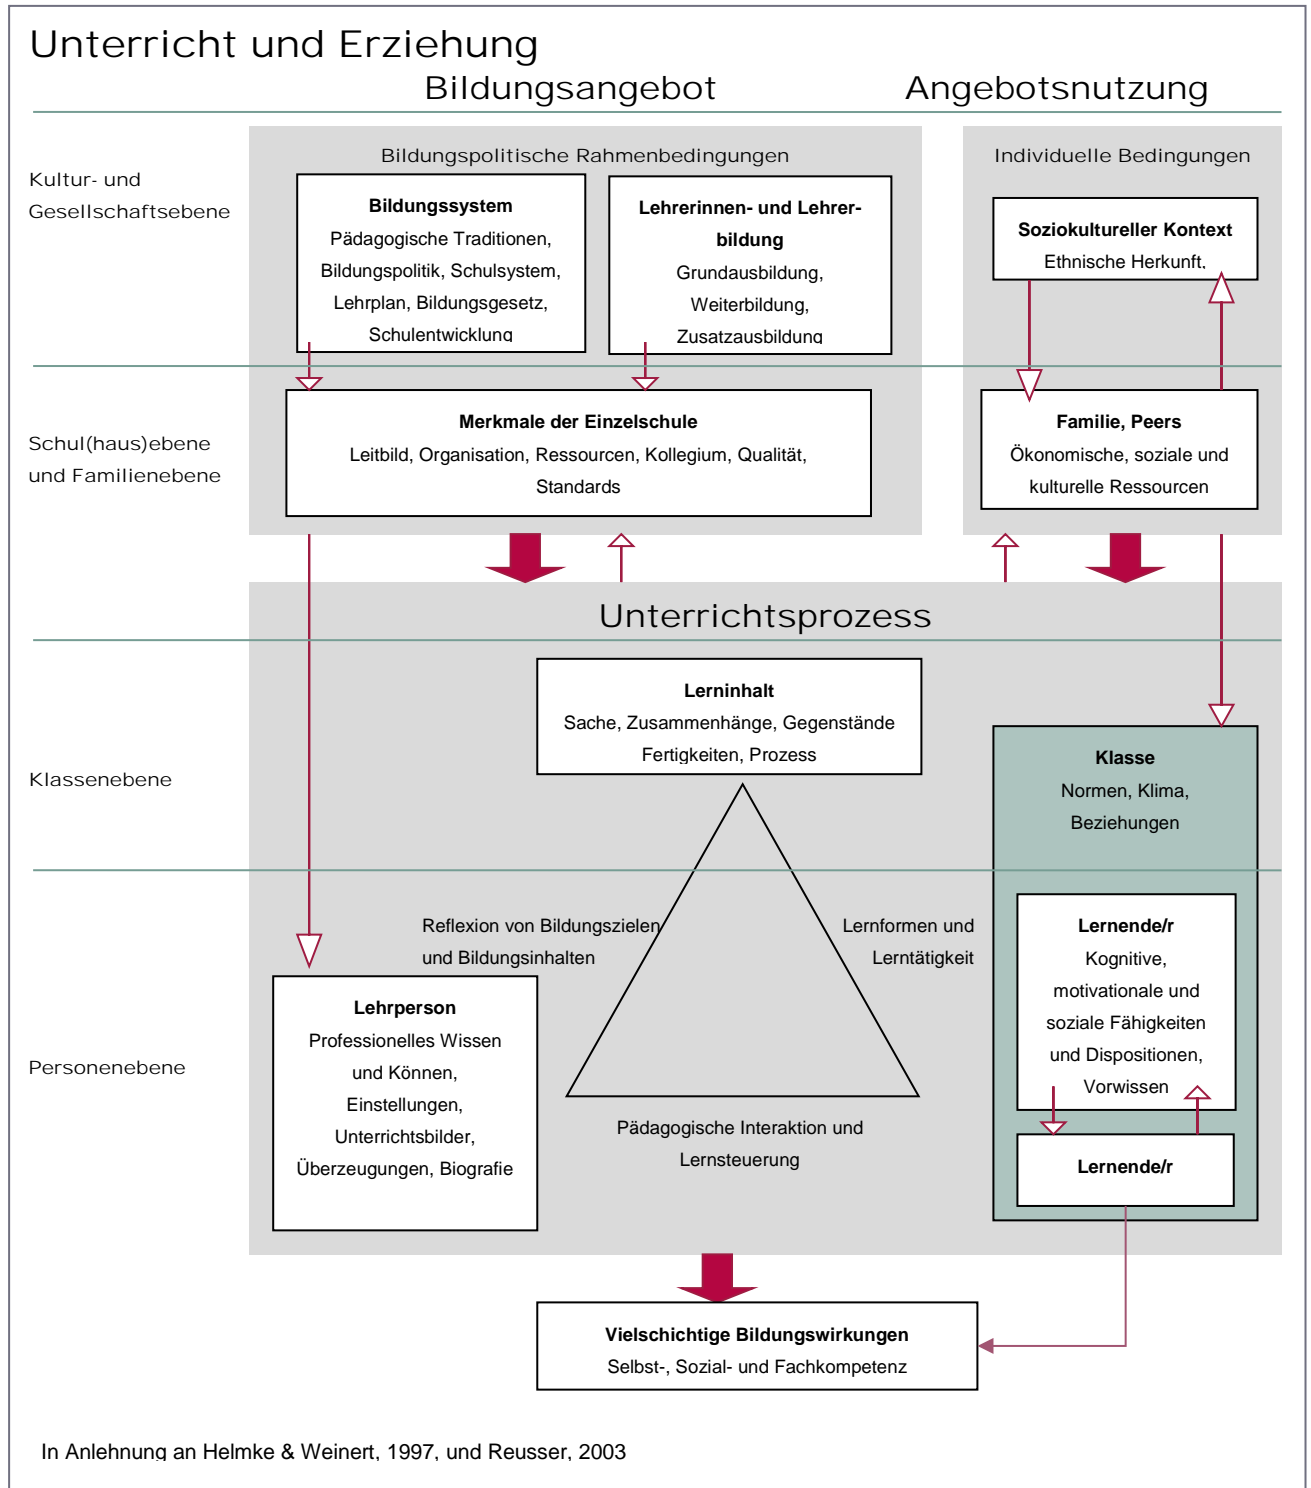 Unterricht und Erziehung
Bildungsangebot
Angebotsnutzung
Kultur- und
Gesellschaftsebene
Bildungspolitische Rahmenbedingungen
Bildungssystem
Pädagogische Traditionen,
Bildungspolitik, Schulsystem,
Lehrplan, Bildungsgesetz,
Schulentwicklung
Lehrerinnen- und Lehrer-
bildung
Grundausbildung,
Weiterbildung,
Zusatzausbildung
Individuelle Bedingungen
Soziokultureller Kontext
Ethnische Herkunft,
Schul(haus)ebene
und Familienebene
Merkmale der Einzelschule
Leitbild, Organisation, Ressourcen, Kollegium, Qualität,
Standards
Familie, Peers
Ökonomische, soziale und
kulturelle Ressourcen
Unterrichtsprozess
Klassenebene
Lerninhalt
Sache, Zusammenhänge, Gegenstände
Fertigkeiten, Prozess
Klasse
Normen, Klima,
Beziehungen
Personenebene
Reflexion von Bildungszielen
und Bildungsinhalten
Lernformen und
Lerntätigkeit
Lehrperson
Professionelles Wissen
und Können,
Einstellungen,
Unterrichtsbilder,
Überzeugungen, Biografie
Pädagogische Interaktion und
Lernsteuerung
Lernende/r
Kognitive,
motivationale und
soziale Fähigkeiten
und Dispositionen,
Vorwissen
Lernende/r
Vielschichtige Bildungswirkungen
Selbst-, Sozial- und Fachkompetenz
In Anlehnung an Helmke & Weinert, 1997, und Reusser, 2003